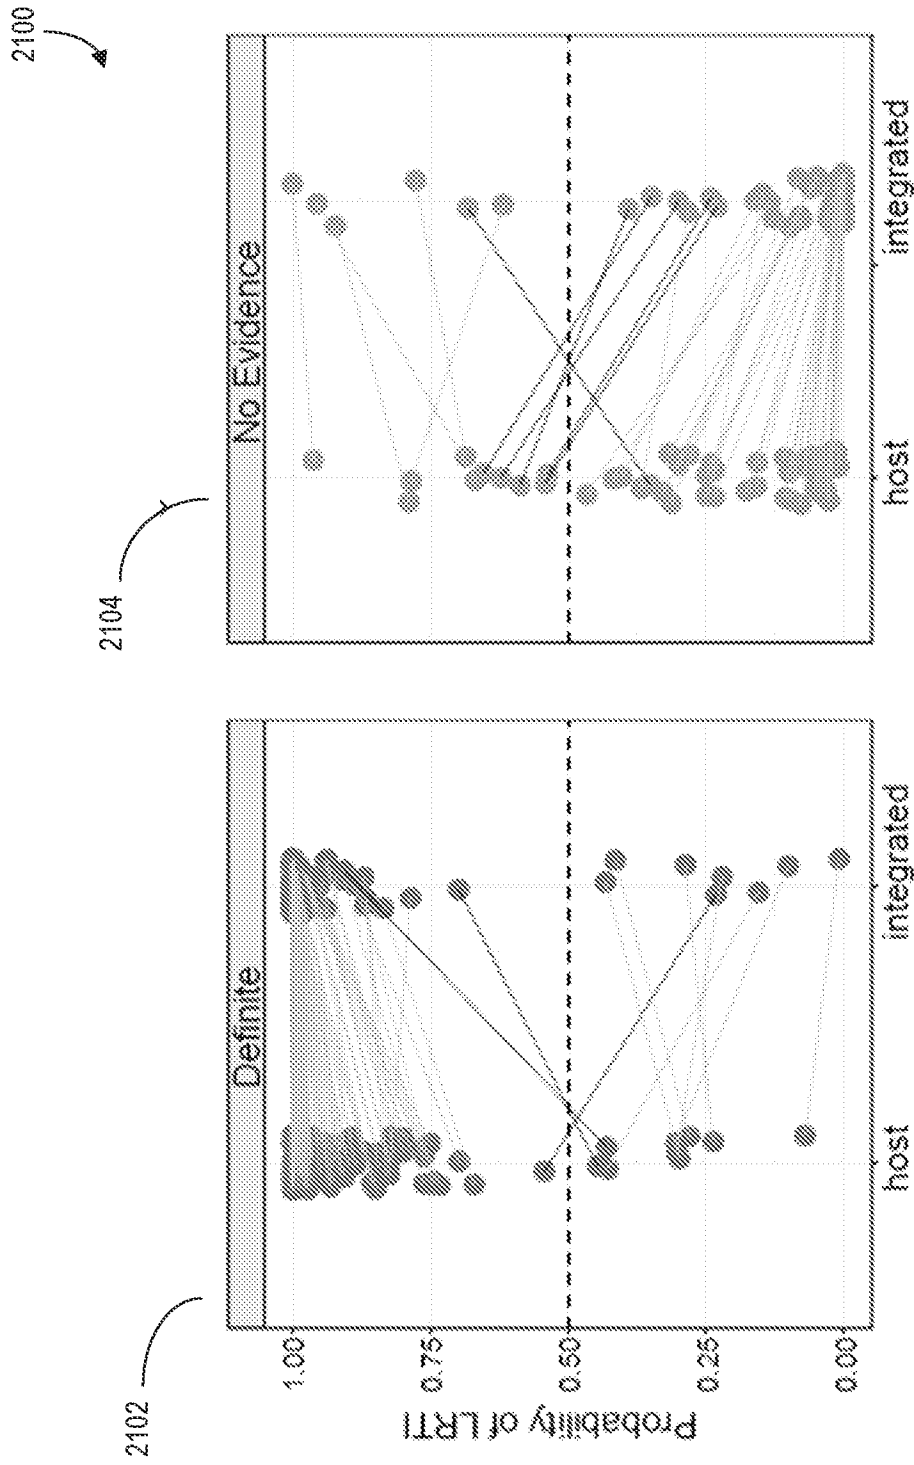 2100
2102
2104
Definite
No Evidence
Probability of LRTI
1.00
0.75
0.50
0.25
0.00
host
integrated
host
integrated